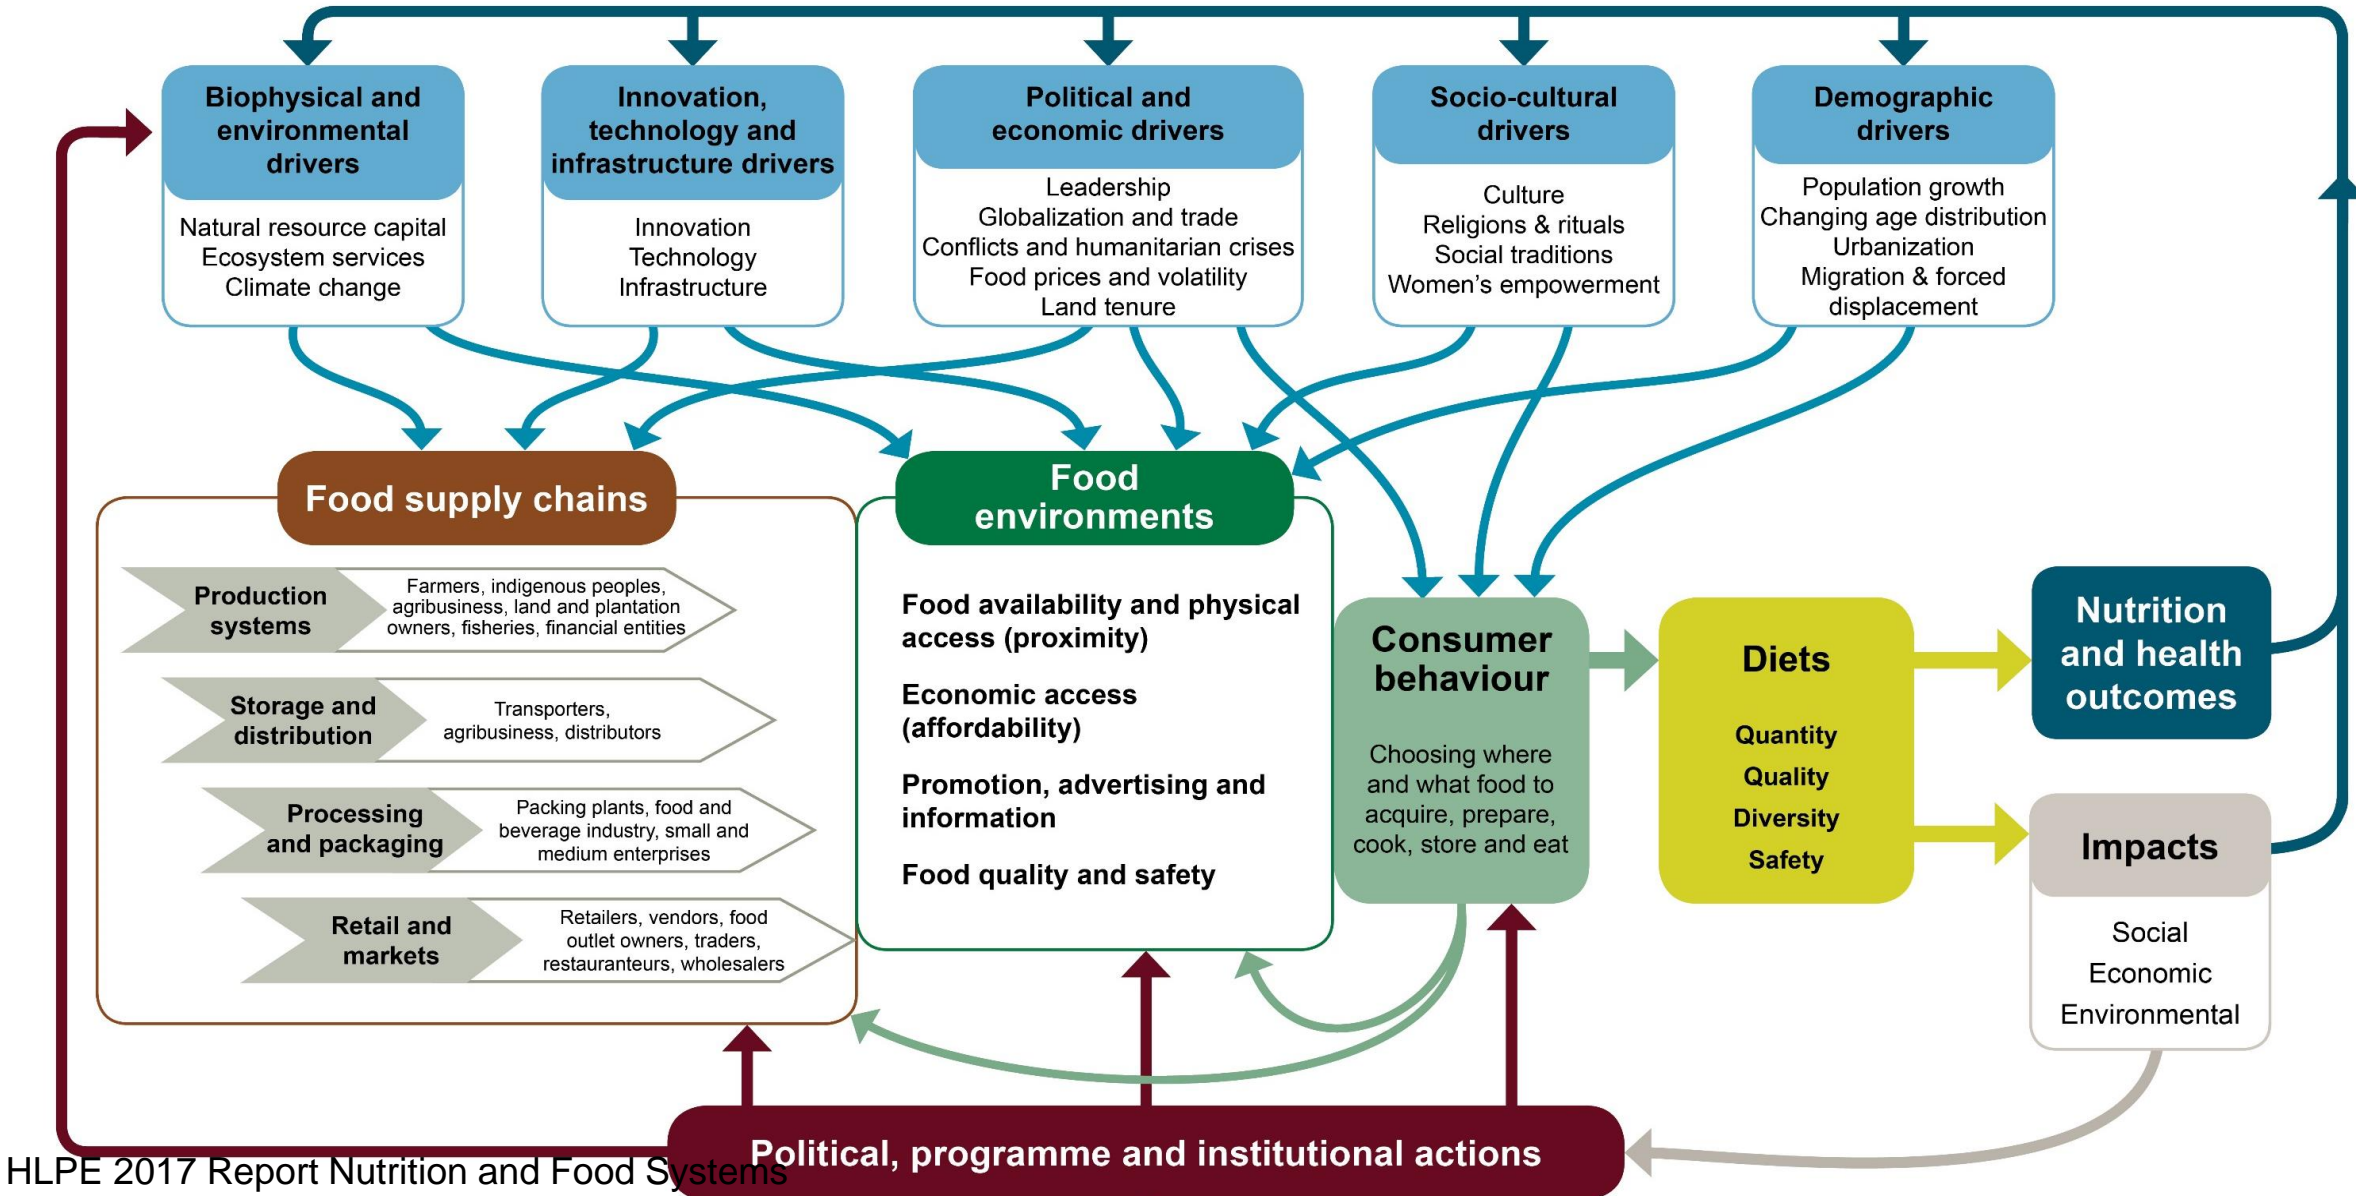 Biophysical and
environmental
drivers
Natural resource capital
Ecosystem services
Climate change
Innovation,
technology and
infrastructure drivers
Innovation
Technology
Infrastructure
Political and
economic drivers
Leadership
Globalization and trade
Conflicts and humanitarian crises
Food prices and volatility
Land tenure
Socio-cultural
drivers
Culture
Religions & rituals
Social traditions
Women’s empowerment
Demographic
drivers
Population growth
Changing age distribution
Urbanization
Migration & forced
displacement
Food supply chains
Production
systems
Farmers, indigenous peoples,
agribusiness, land and plantation
owners, fisheries, financial entities
Storage and
distribution
Transporters,
agribusiness, distributors
Processing
and packaging
Packing plants, food and
beverage industry, small and
medium enterprises
Retail and
markets
Retailers, vendors, food
outlet owners, traders,
restauranteurs, wholesalers
Food
environments
Food availability and physical
access (proximity)
Economic access
(affordability)
Promotion, advertising and
information
Food quality and safety
Consumer
behaviour
Choosing where
and what food to
acquire, prepare,
cook, store and eat
Diets
Quantity
Quality
Diversity
Safety
Nutrition
and health
outcomes
Impacts
Social
Economic
Environmental
Political, programme and institutional actions
HLPE 2017 Report Nutrition and Food Systems